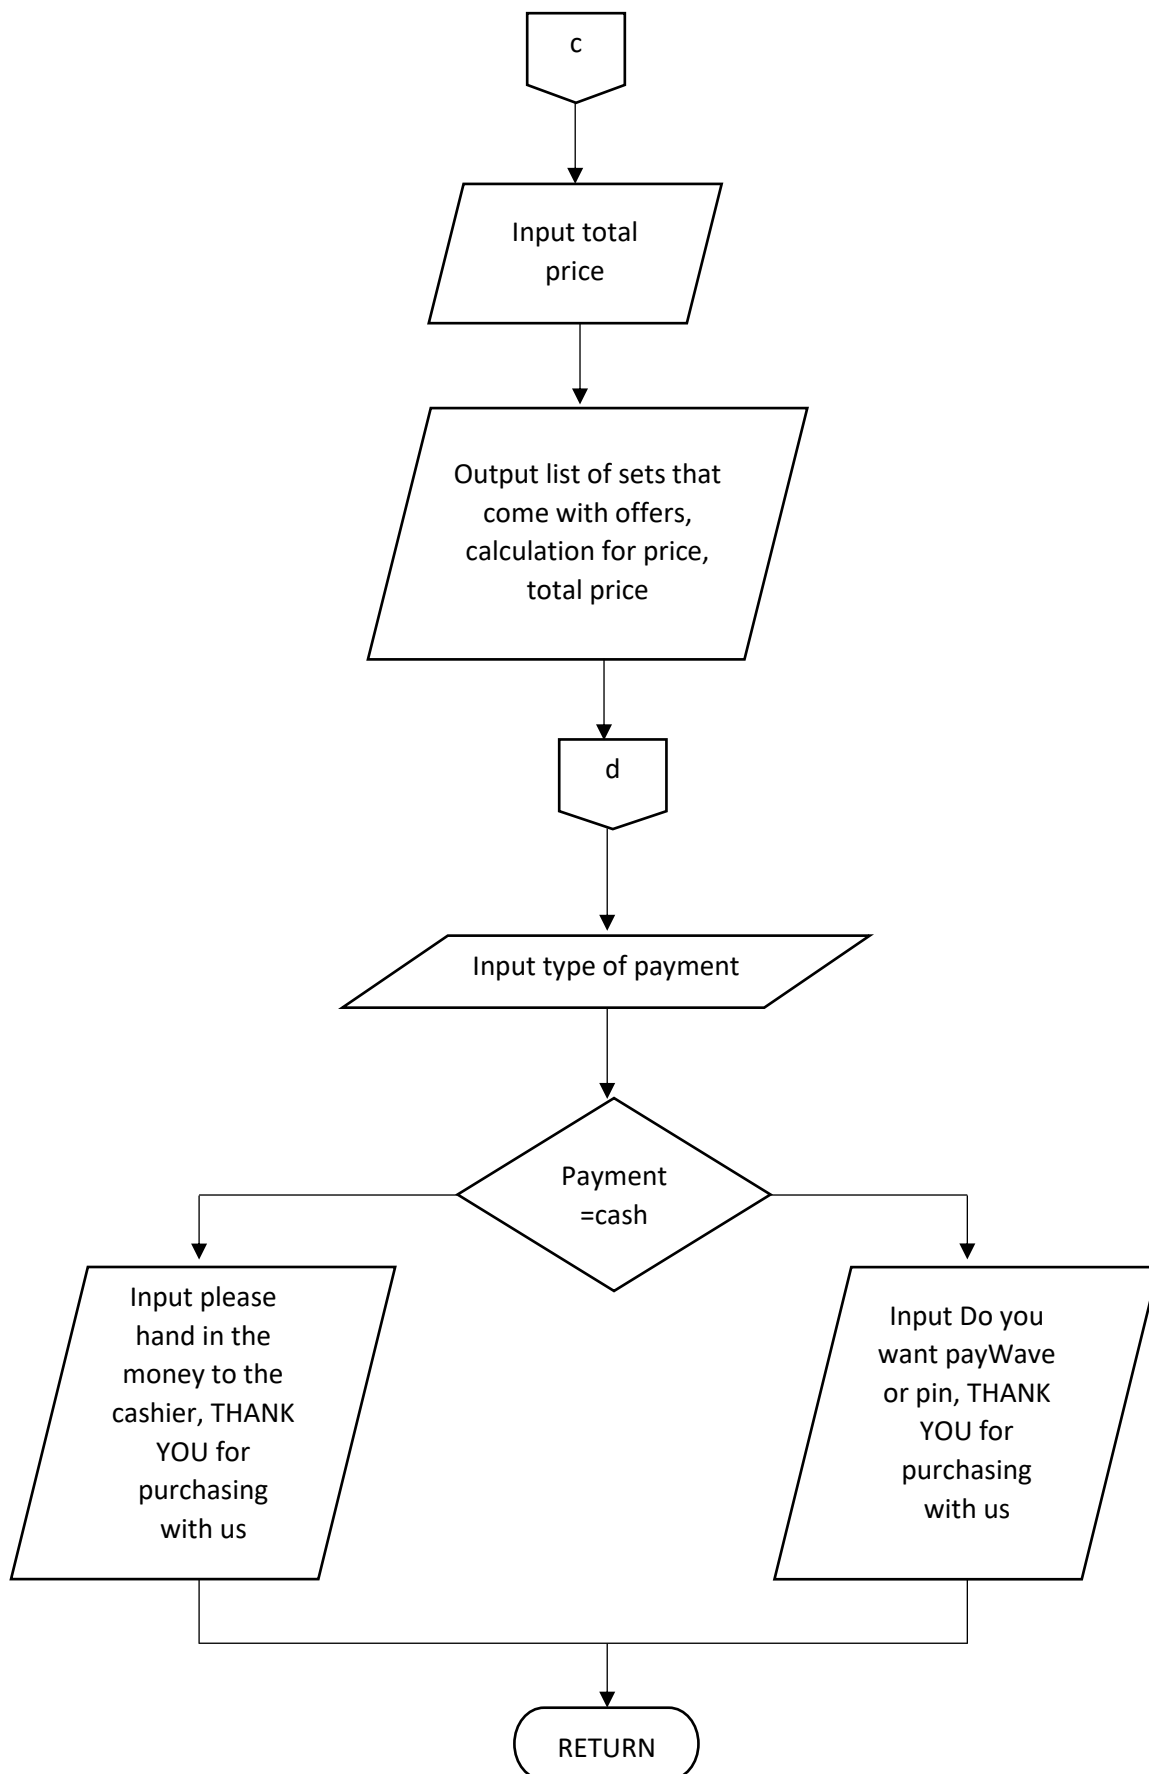 c
Input total
price
Output list of sets that
come with offers,
calculation for price,
total price
d
Input type of payment
Payment
=cash
Input please
hand in the
money to the
cashier, THANK
YOU for
purchasing
with us
Input Do you
want payWave
or pin, THANK
YOU for
purchasing
with us
RETURN